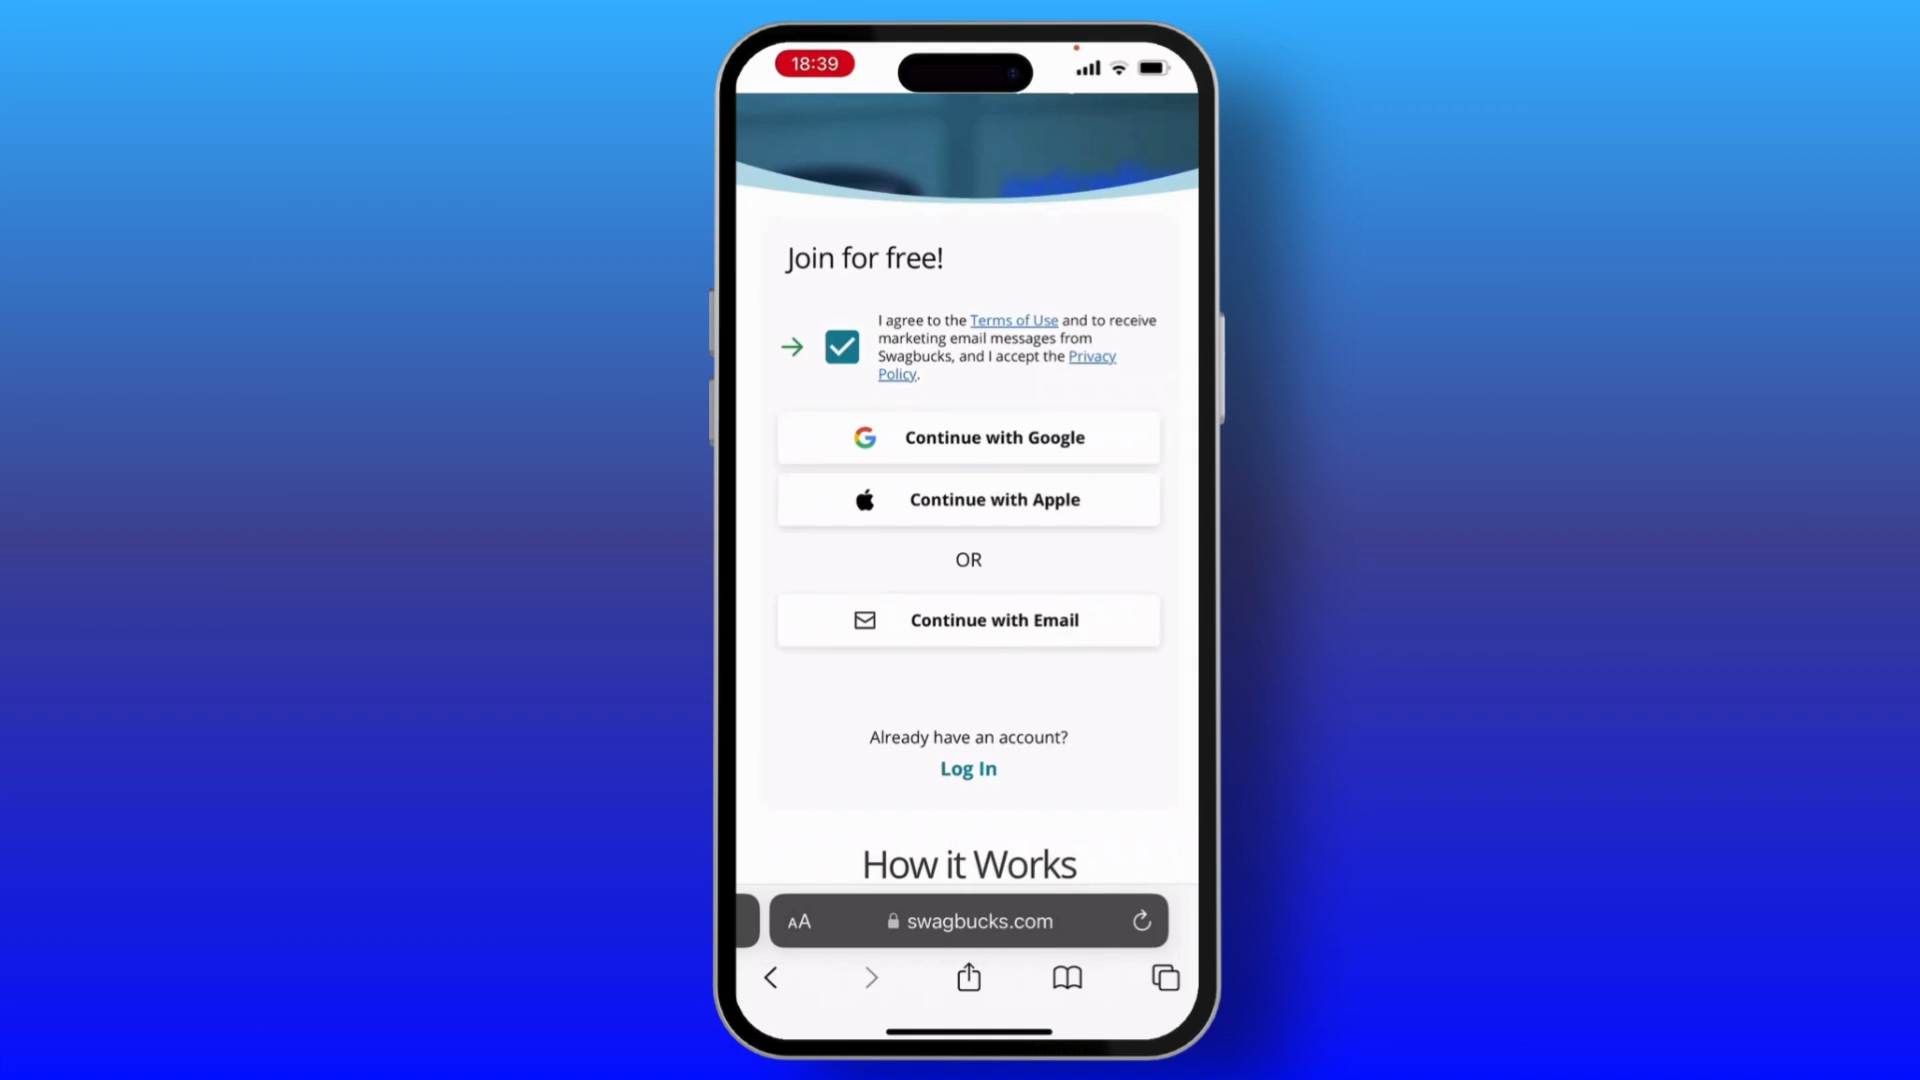 18:39
Join for free!
I agree to the Terms of Use and to receive
marketing email messages from
Swagbucks, and I accept the Privacy
Policy.
Continue with Google
Continue with Apple
OR
Continue with Email
Already have an account?
Log In
How it Works
AA
swagbucks.com